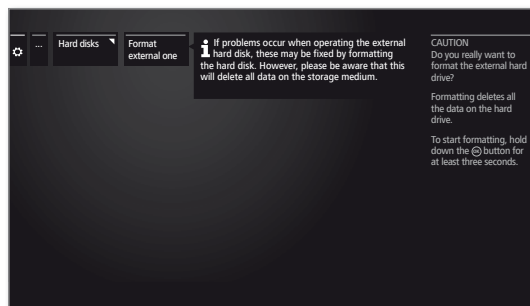 ...
Hard disks
Format
external one
If problems occur when operating the external
hard disk, these may be fixed by formatting
the hard disk. However, please be aware that this
will delete all data on the storage medium.
CAUTION
Do you really want to
format the external hard
drive?
Formatting deletes all
the data on the hard
drive.
To start formatting, hold
down the OK button for
at least three seconds.